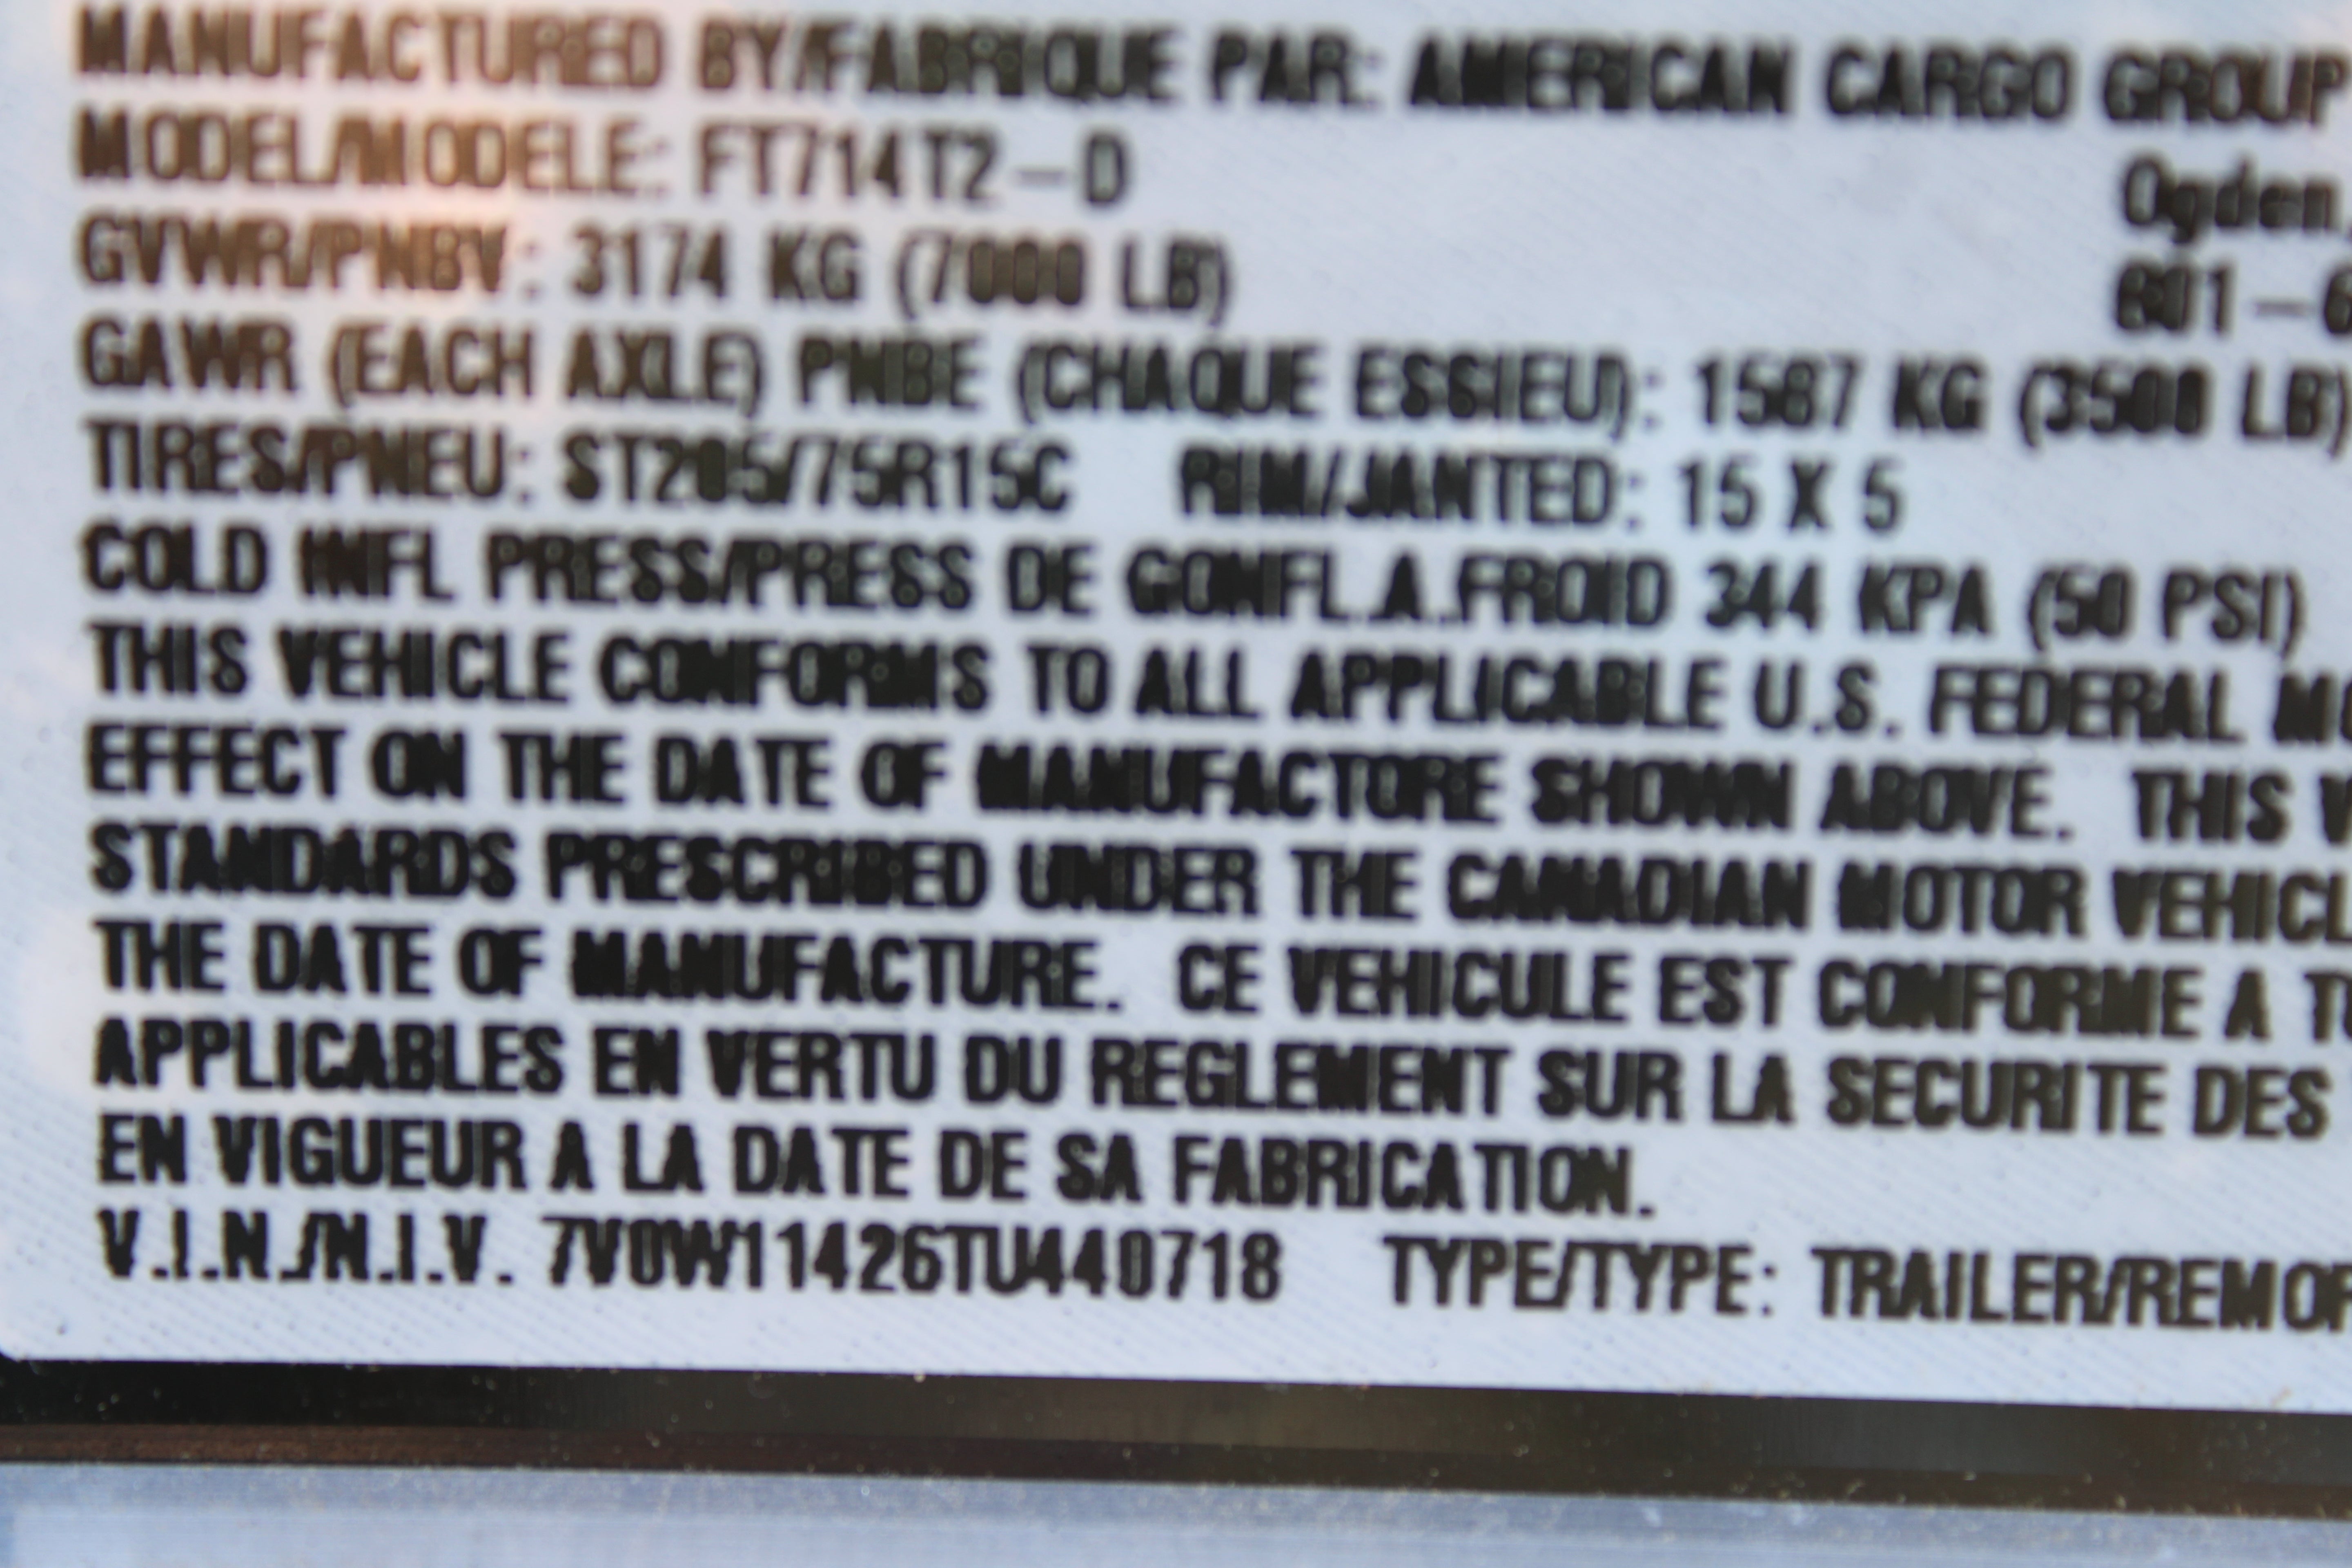 MANUFACTURED BY/FABRIQUE PAR: AMERICAN CARGO GROUP
MODEL/MODELE: FT714T2-D
Ogden,
GVWR/PNBV: 3174 KG (7000 LB)
801-6
GAWR (EACH AXLE) PNBE (CHAQUE ESSIEU): 1587 KG (3500 LB)
TIRES/PNEU: ST205/75R15C RIM/JANTED: 15 X 5
COLD INFL PRESS/PRESS DE GONFL.A.FROID 344 KPA (50 PSI)
THIS VEHICLE CONFORMS TO ALL APPLICABLE U.S. FEDERAL MO
EFFECT ON THE DATE OF MANUFACTORE SHOWN ABOVE. THIS V
STANDARDS PRESCRIBED UNDER THE CANADIAN MOTOR VEHICL
THE DATE OF MANUFACTURE. CE VEHICULE EST CONFORME A T
APPLICABLES EN VERTU DU REGLEMENT SUR LA SECURITE DES
EN VIGUEUR A LA DATE DE SA FABRICATION.
V.I.N./N.I.V. 7V0W11426TU440718 TYPE/TYPE: TRAILER/REMOR